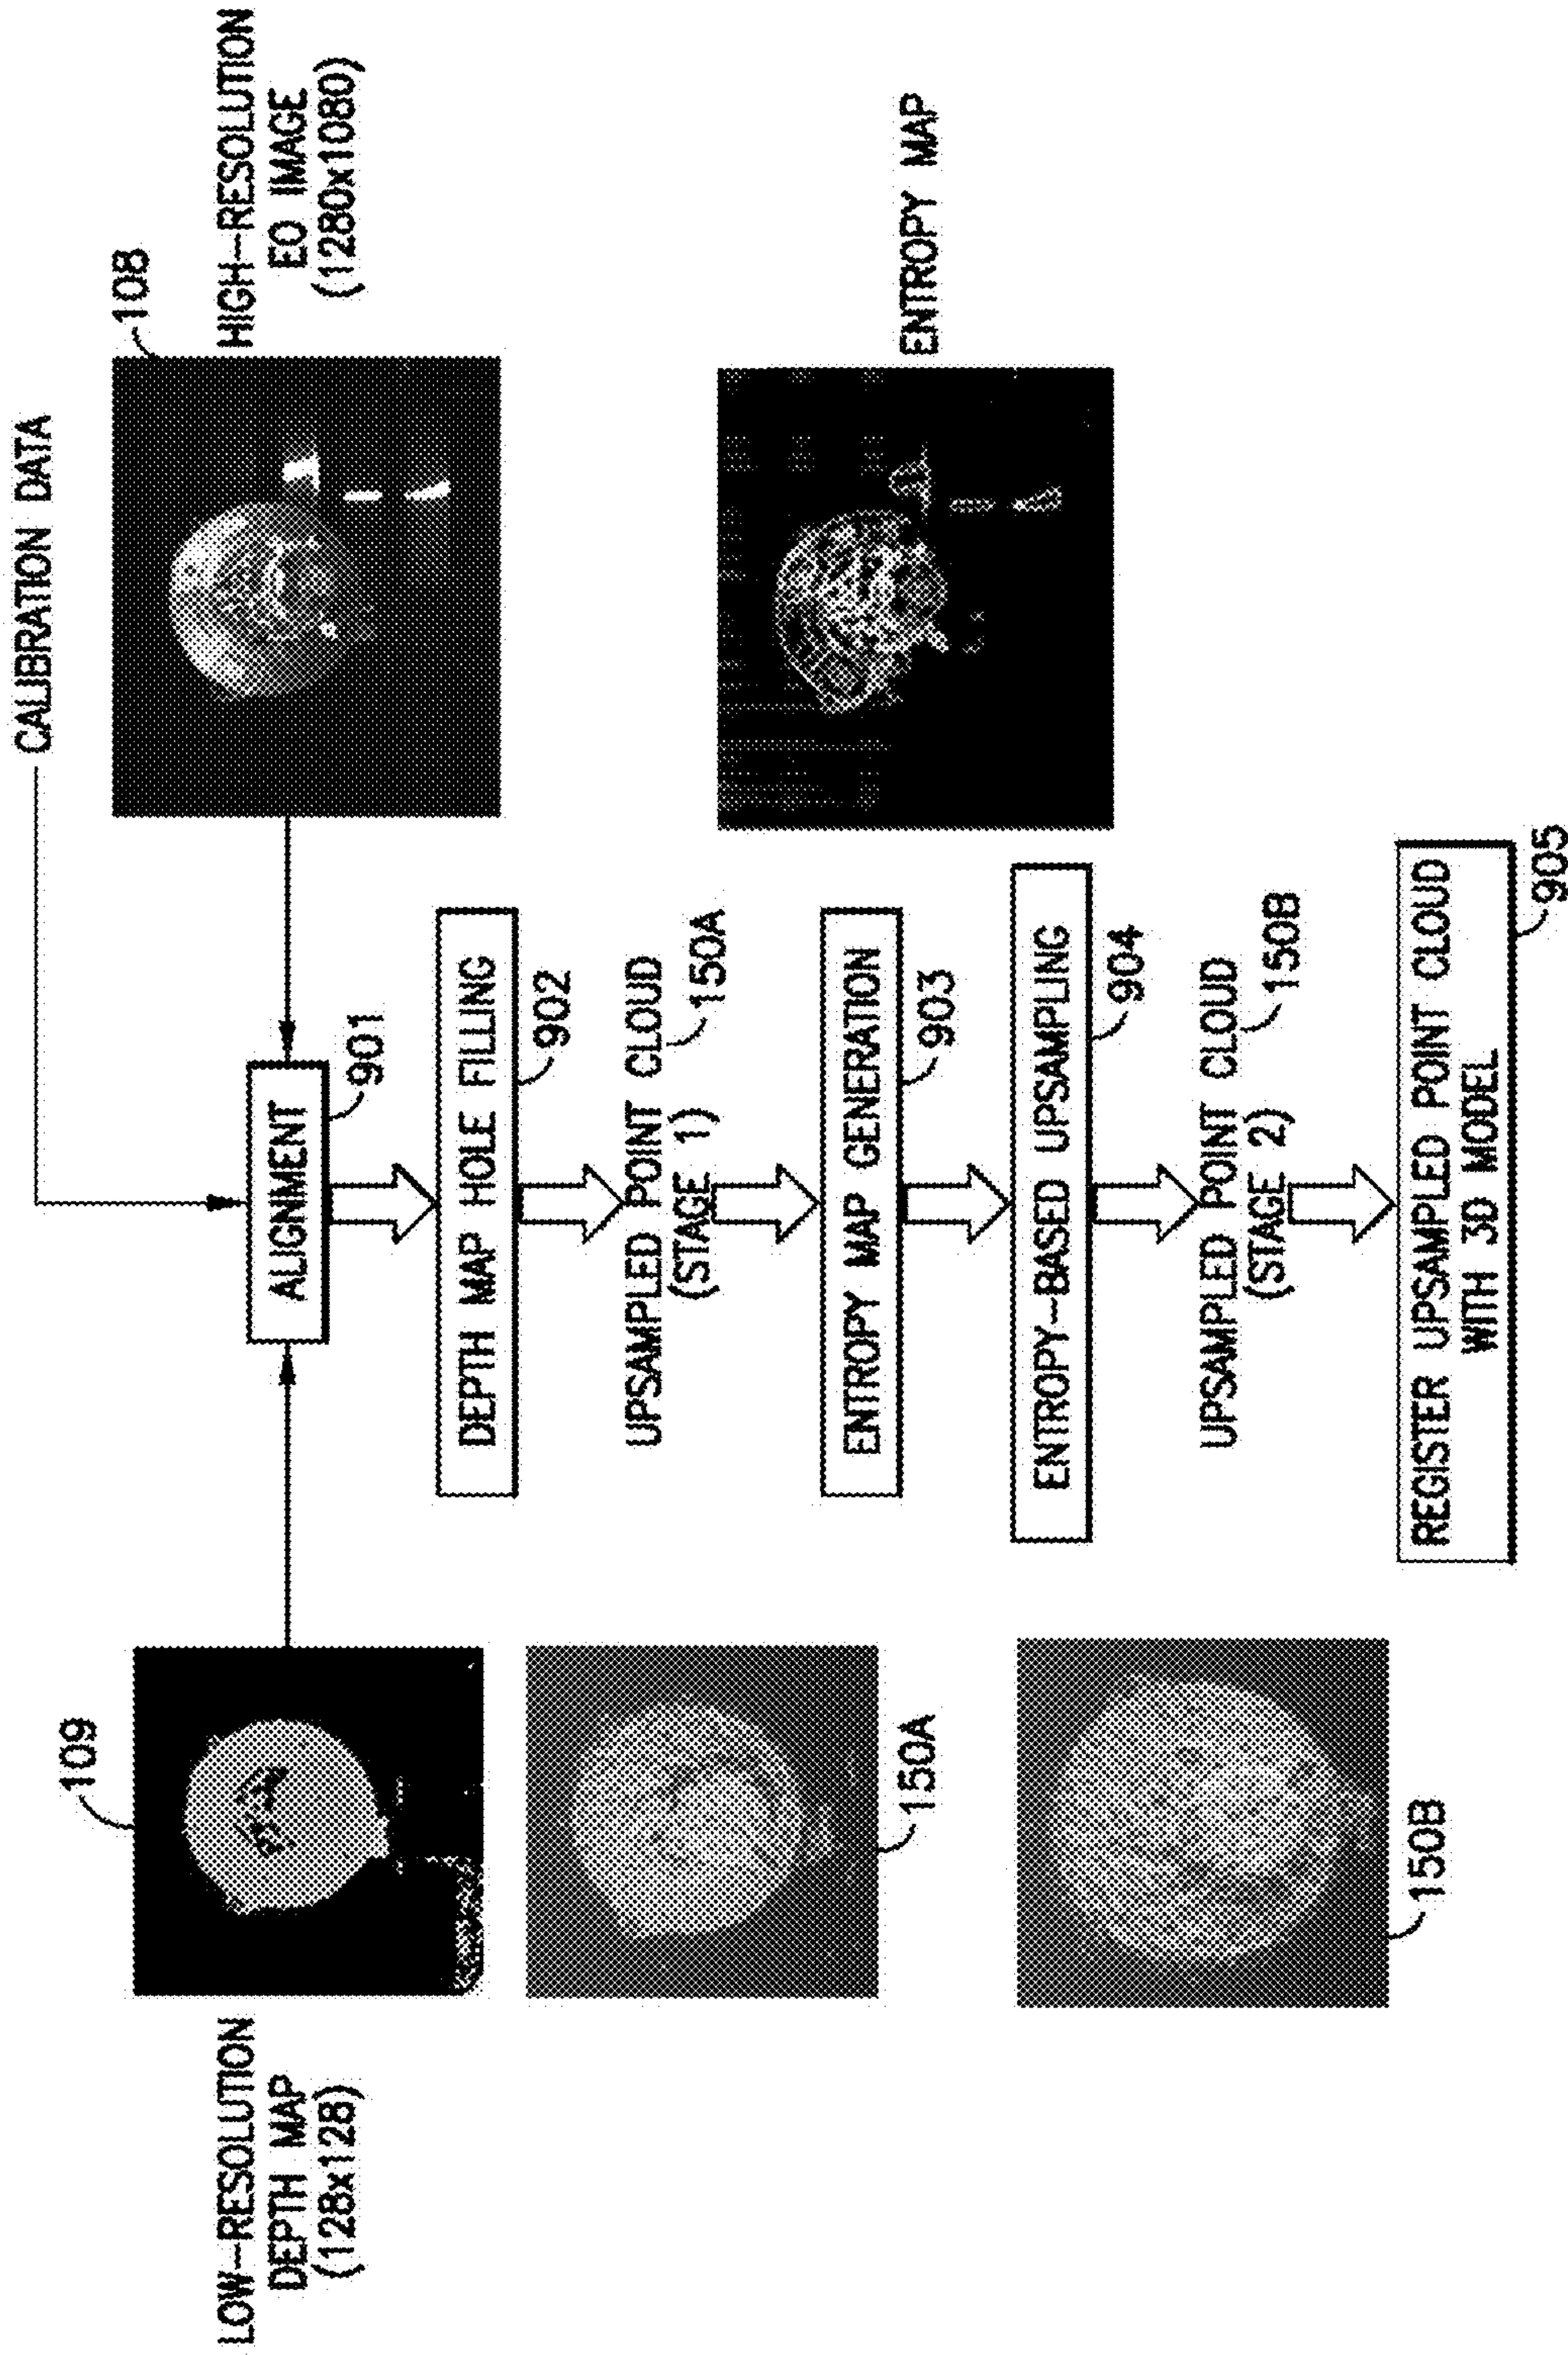 CALIBRATION DATA
109
108
LOW-RESOLUTION
DEPTH MAP
(128x128)
HIGH-RESOLUTION
EO IMAGE
(1280x1080)
ALIGNMENT
901
DEPTH MAP HOLE FILLING
902
UPSAMPLED POINT CLOUD
(STAGE 1)
150A
150A
ENTROPY MAP GENERATION
903
ENTROPY MAP
ENTROPY-BASED UPSAMPLING
904
UPSAMPLED POINT CLOUD
(STAGE 2)
150B
150B
REGISTER UPSAMPLED POINT CLOUD
WITH 3D MODEL
905